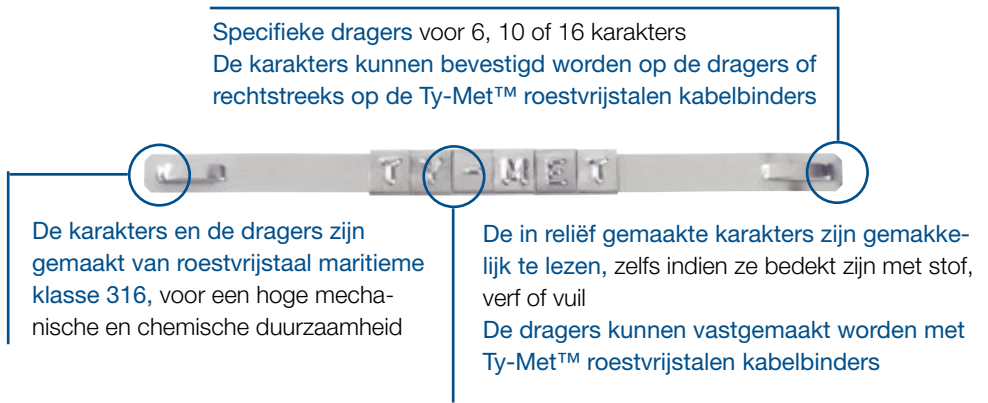 Specifieke dragers voor 6, 10 of 16 karakters
De karakters kunnen bevestigd worden op de dragers of
rechtstreeks op de Ty-Met™ roestvrijstalen kabelbinders
TY-MET
De karakters en de dragers zijn
gemaakt van roestvrijstaal maritieme
klasse 316, voor een hoge mecha-
nische en chemische duurzaamheid
De in reliëf gemaakte karakters zijn gemakke-
lijk te lezen, zelfs indien ze bedekt zijn met stof,
verf of vuil
De dragers kunnen vastgemaakt worden met
Ty-Met™ roestvrijstalen kabelbinders